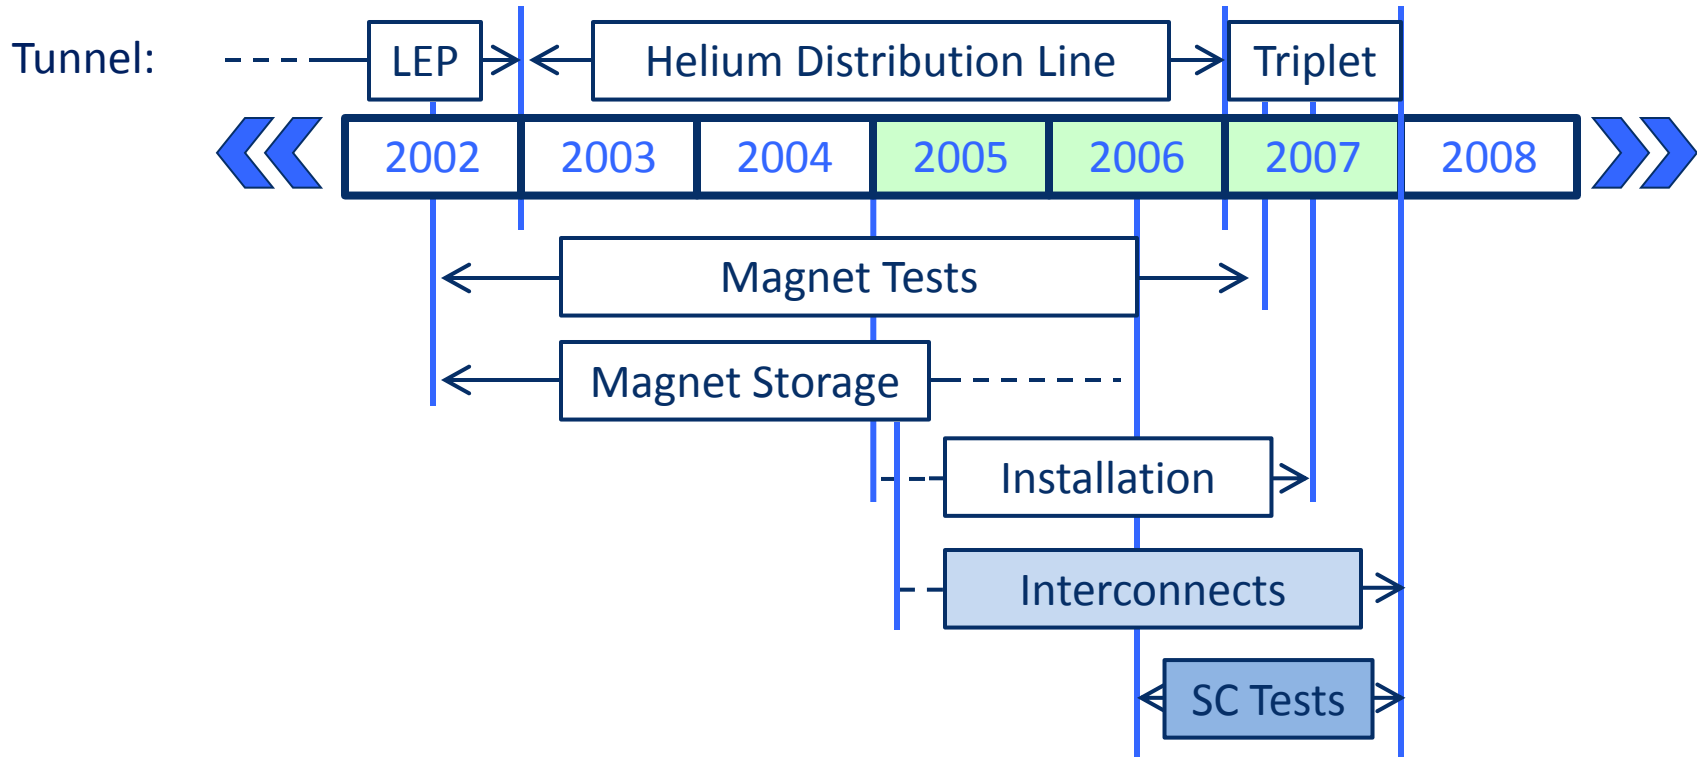 Tunnel: LEP Helium Distribution Line Triplet
2002 2003 2004 2005 2006 2007 2008
Magnet Tests
Magnet Storage
Installation
Interconnects
SC Tests